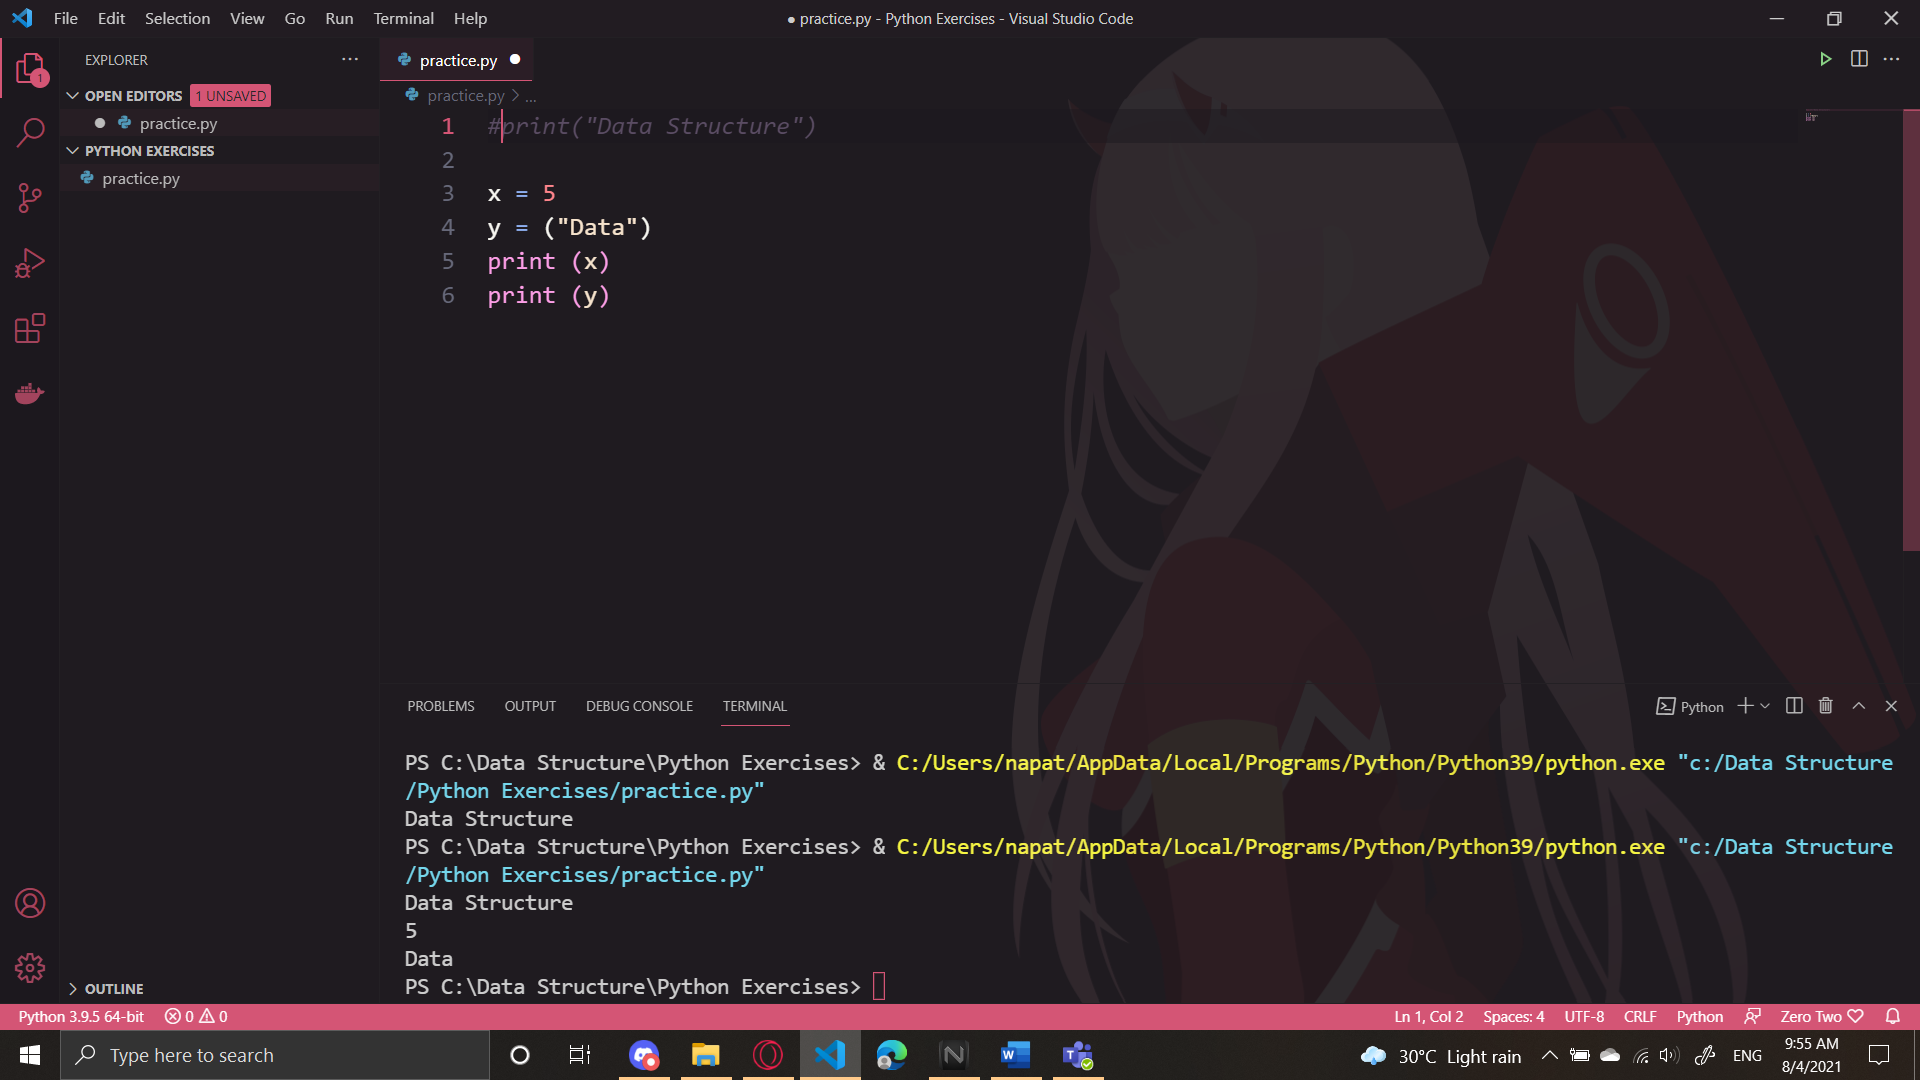 File Edit Selection View Go Run Terminal Help
● practice.py - Python Exercises - Visual Studio Code
EXPLORER
1
OPEN EDITORS 1 UNSAVED
practice.py
PYTHON EXERCISES
practice.py
OUTLINE
practice.py
practice.py > ...
1 #print("Data Structure")
2
3 x = 5
4 y = ("Data")
5 print (x)
6 print (y)
PROBLEMS OUTPUT DEBUG CONSOLE TERMINAL
Python
PS C:\Data Structure\Python Exercises> & C:/Users/napat/AppData/Local/Programs/Python/Python39/python.exe "c:/Data Structure
/Python Exercises/practice.py"
Data Structure
PS C:\Data Structure\Python Exercises> & C:/Users/napat/AppData/Local/Programs/Python/Python39/python.exe "c:/Data Structure
/Python Exercises/practice.py"
Data Structure
5
Data
PS C:\Data Structure\Python Exercises>
Python 3.9.5 64-bit 0 0 Ln 1, Col 2 Spaces: 4 UTF-8 CRLF Python Zero Two
Type here to search
30°C Light rain ENG
9:55 AM
8/4/2021